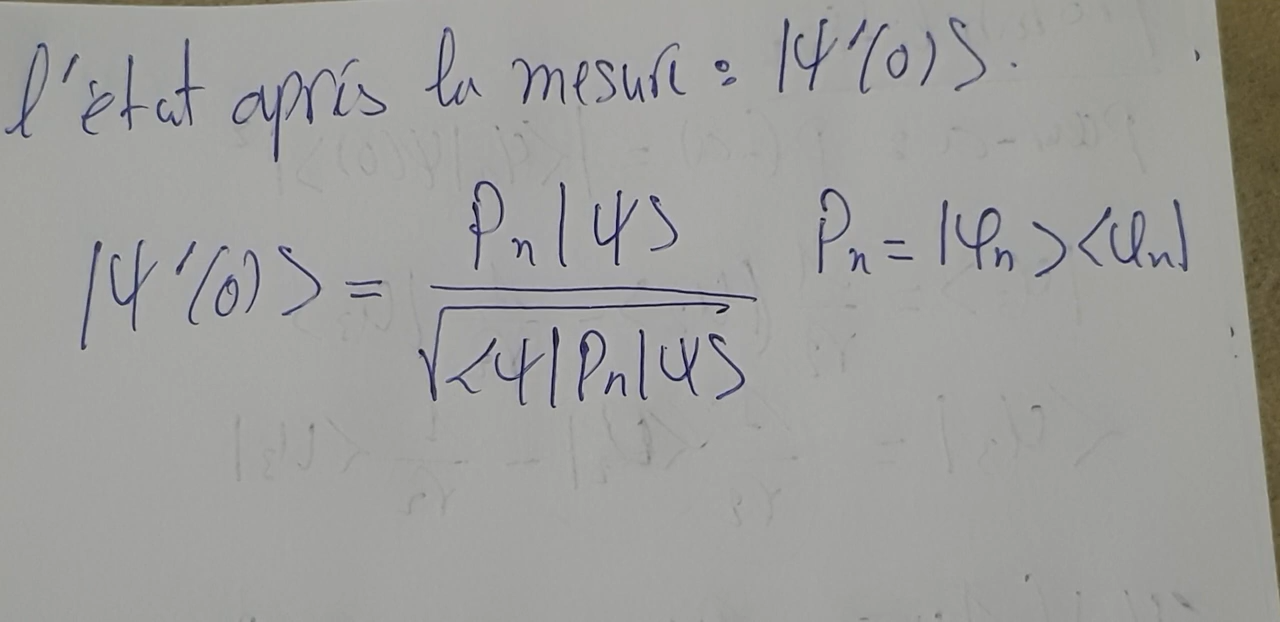 l'état après la mesure : |ψ'(0)>.
|ψ'(0)> = Pn|ψ> / √<ψ|Pn|ψ> Pn = |φn><φn|